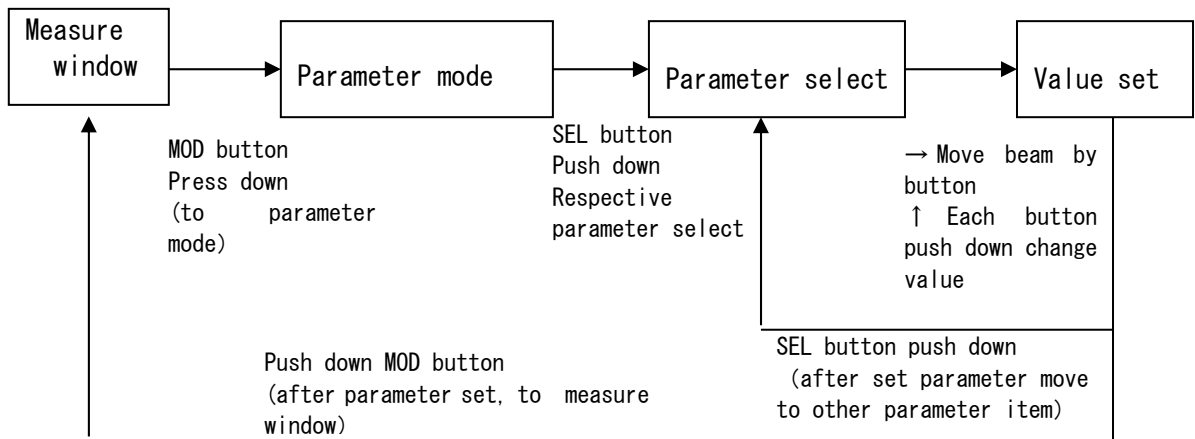 Measure
window
Parameter mode
Parameter select
Value set
MOD button
Press down
(to parameter
mode)
SEL button
Push down
Respective
parameter select
→ Move beam by
button
↑ Each button
push down change
value
Push down MOD button
(after parameter set, to measure
window)
SEL button push down
(after set parameter move
to other parameter item)